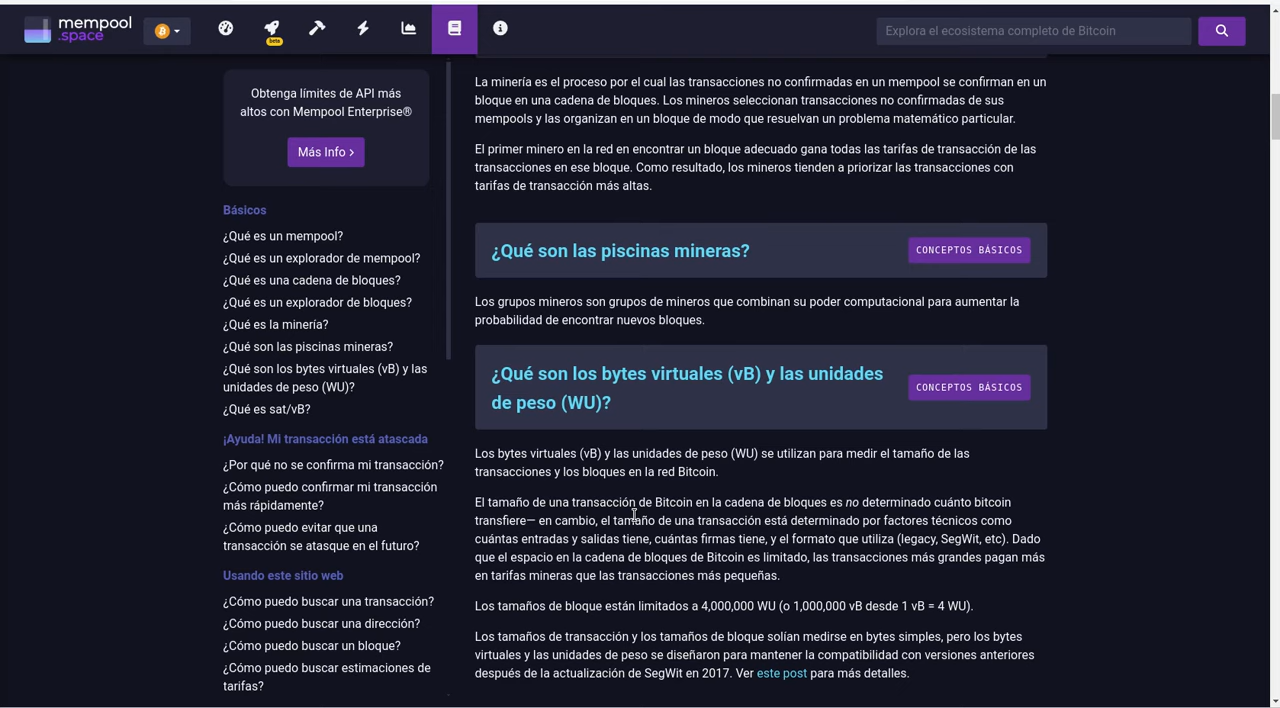 mempool
.space
beta
Explora el ecosistema completo de Bitcoin
Obtenga límites de API más
altos con Mempool Enterprise®
Más Info >
Básicos
¿Qué es un mempool?
¿Qué es un explorador de mempool?
¿Qué es una cadena de bloques?
¿Qué es un explorador de bloques?
¿Qué es la minería?
¿Qué son las piscinas mineras?
¿Qué son los bytes virtuales (vB) y las
unidades de peso (WU)?
¿Qué es sat/vB?
¡Ayuda! Mi transacción está atascada
¿Por qué no se confirma mi transacción?
¿Cómo puedo confirmar mi transacción
más rápidamente?
¿Cómo puedo evitar que una
transacción se atasque en el futuro?
Usando este sitio web
¿Cómo puedo buscar una transacción?
¿Cómo puedo buscar una dirección?
¿Cómo puedo buscar un bloque?
¿Cómo puedo buscar estimaciones de
tarifas?
La minería es el proceso por el cual las transacciones no confirmadas en un mempool se confirman en un
bloque en una cadena de bloques. Los mineros seleccionan transacciones no confirmadas de sus
mempools y las organizan en un bloque de modo que resuelvan un problema matemático particular.
El primer minero en la red en encontrar un bloque adecuado gana todas las tarifas de transacción de las
transacciones en ese bloque. Como resultado, los mineros tienden a priorizar las transacciones con
tarifas de transacción más altas.
¿Qué son las piscinas mineras?
CONCEPTOS BÁSICOS
Los grupos mineros son grupos de mineros que combinan su poder computacional para aumentar la
probabilidad de encontrar nuevos bloques.
¿Qué son los bytes virtuales (vB) y las unidades
de peso (WU)?
CONCEPTOS BÁSICOS
Los bytes virtuales (vB) y las unidades de peso (WU) se utilizan para medir el tamaño de las
transacciones y los bloques en la red Bitcoin.
El tamaño de una transacción de Bitcoin en la cadena de bloques es no determinado cuánto bitcoin
transfiere— en cambio, el tamaño de una transacción está determinado por factores técnicos como
cuántas entradas y salidas tiene, cuántas firmas tiene, y el formato que utiliza (legacy, SegWit, etc). Dado
que el espacio en la cadena de bloques de Bitcoin es limitado, las transacciones más grandes pagan más
en tarifas mineras que las transacciones más pequeñas.
Los tamaños de bloque están limitados a 4,000,000 WU (o 1,000,000 vB desde 1 vB = 4 WU).
Los tamaños de transacción y los tamaños de bloque solían medirse en bytes simples, pero los bytes
virtuales y las unidades de peso se diseñaron para mantener la compatibilidad con versiones anteriores
después de la actualización de SegWit en 2017. Ver este post para más detalles.